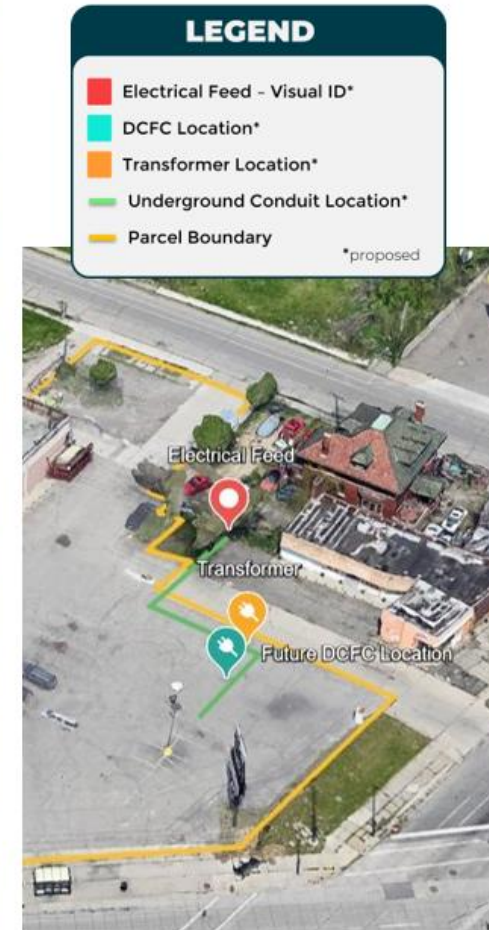 LEGEND
Electrical Feed – Visual ID*
DCFC Location*
Transformer Location*
Underground Conduit Location*
Parcel Boundary
*proposed
Electrical Feed
Transformer
Future DCFC Location